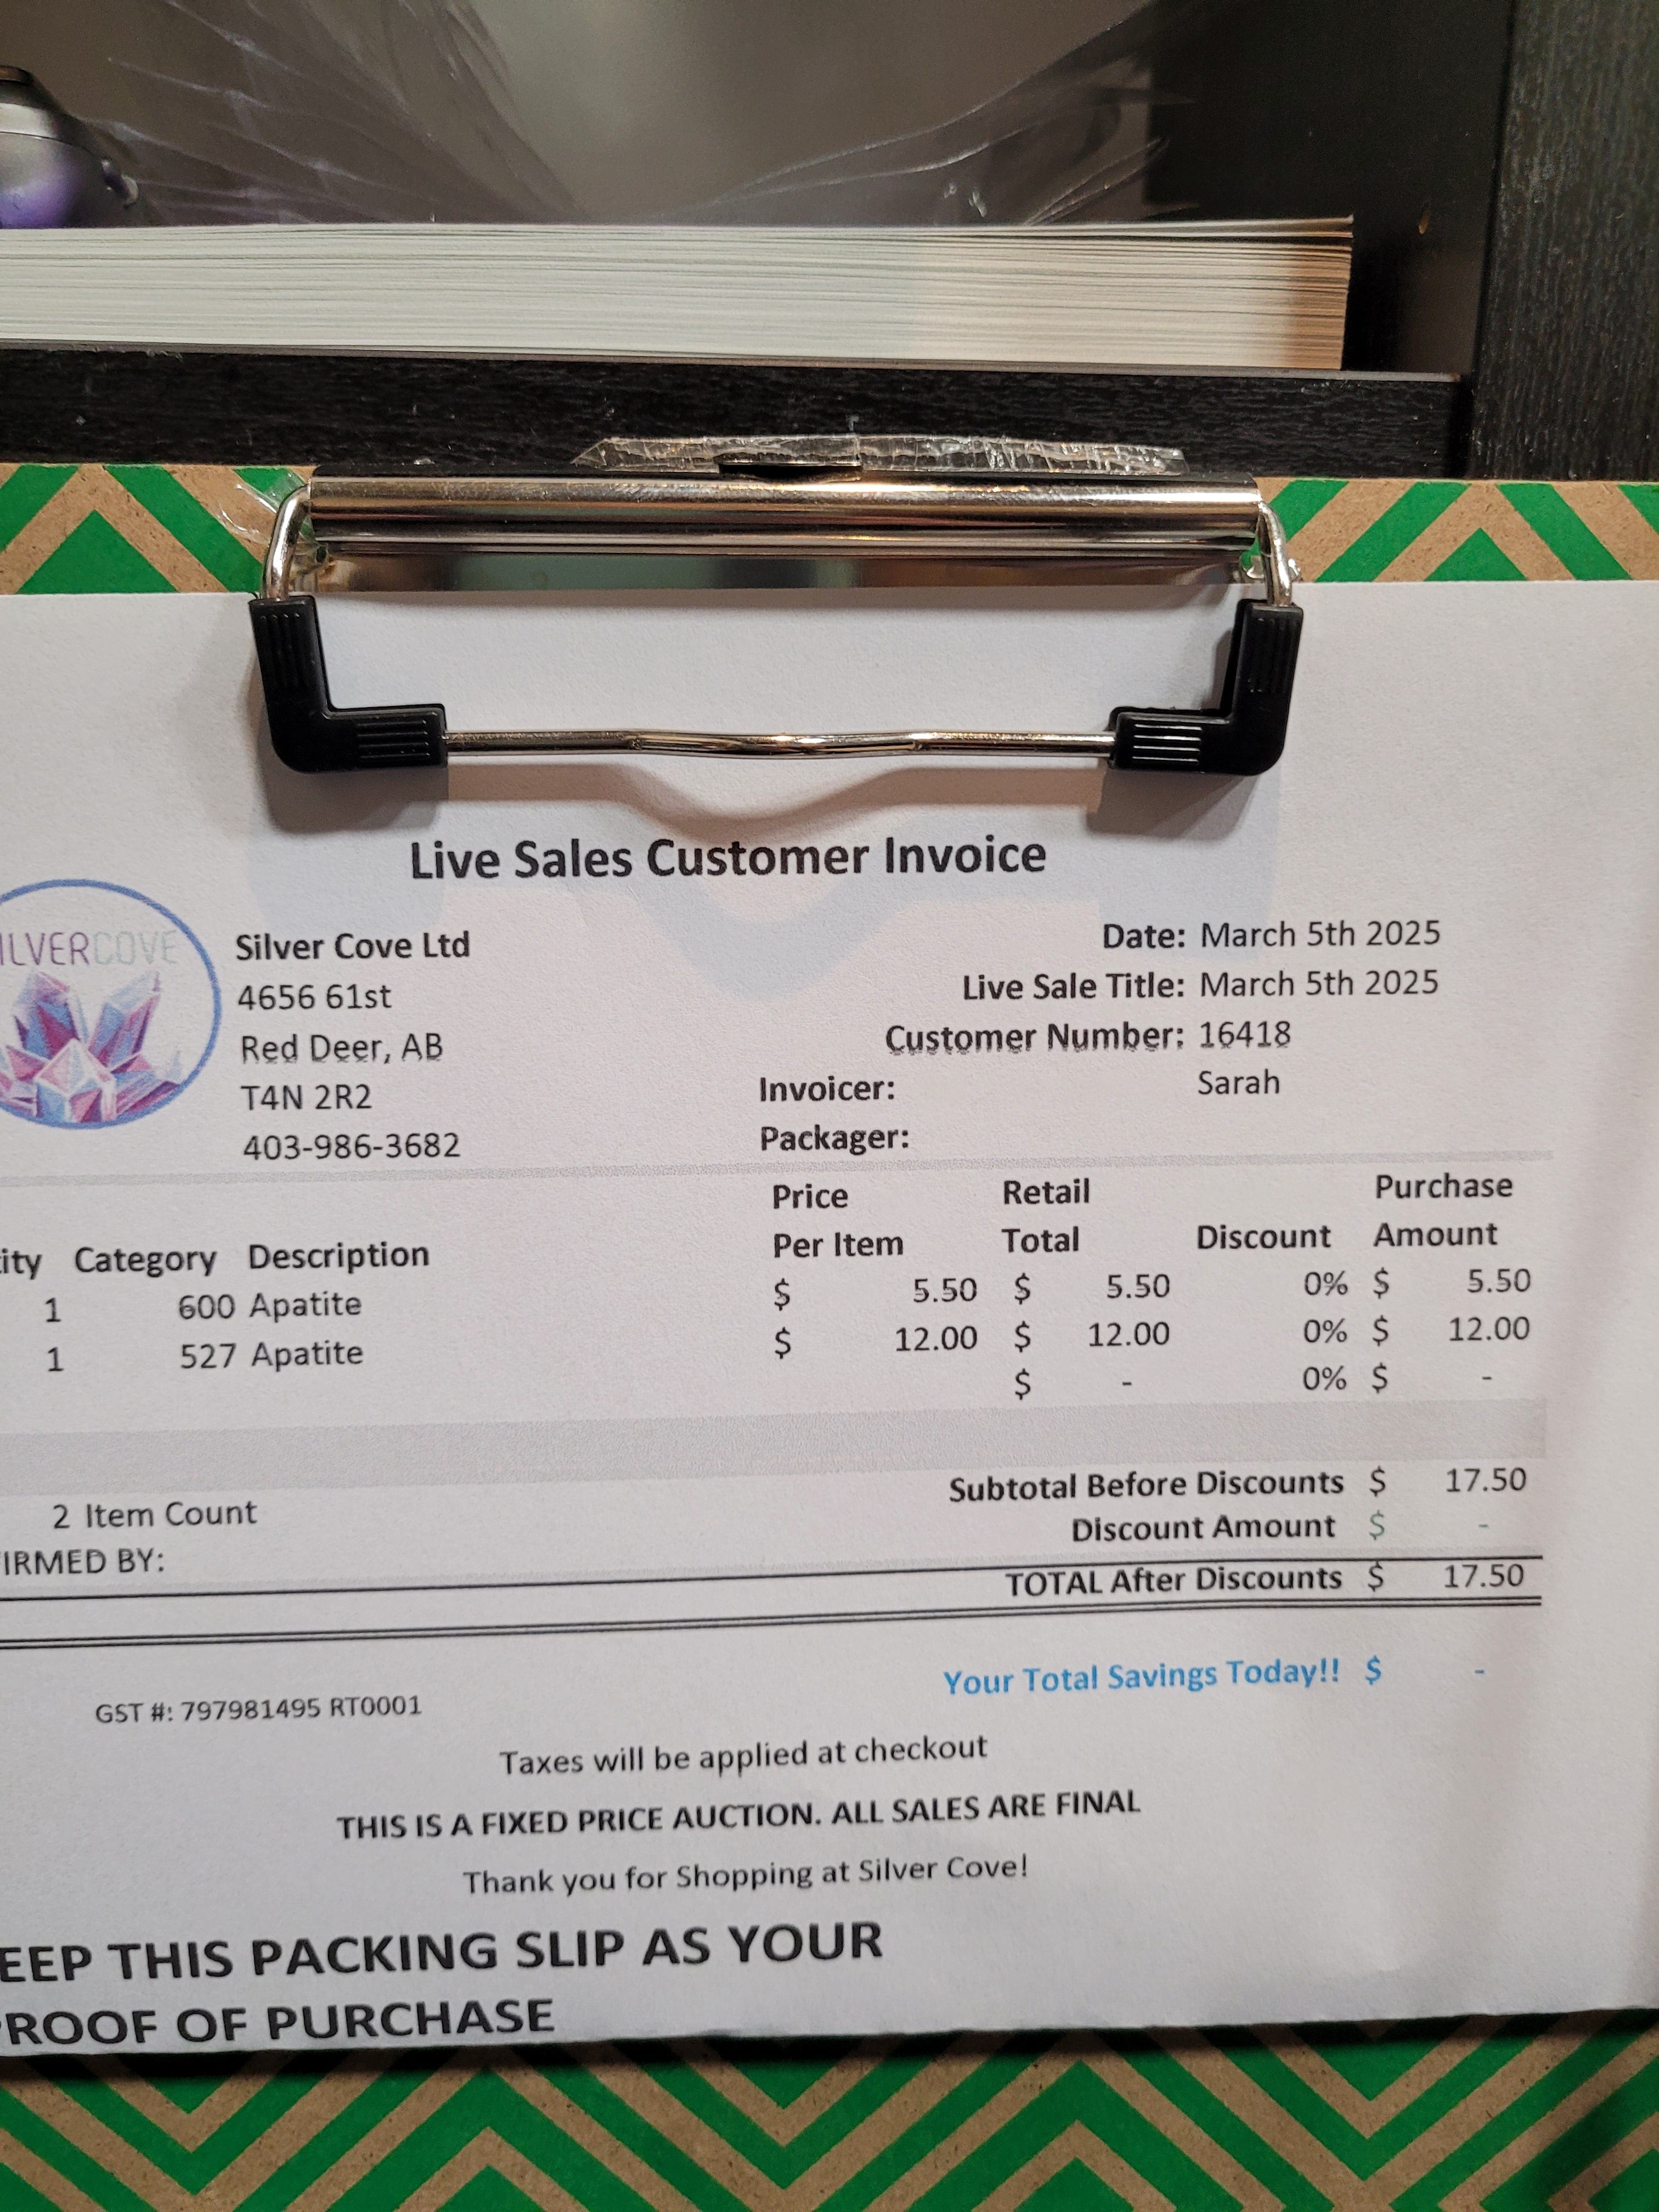 Live Sales Customer Invoice
ILVERCOVE
Silver Cove Ltd
4656 61st
Red Deer, AB
T4N 2R2
403-986-3682
Date: March 5th 2025
Live Sale Title: March 5th 2025
Customer Number: 16418
Invoicer: Sarah
Packager:
ity Category Description Price Per Item Retail Total Discount Purchase Amount
1 600 Apatite $ 5.50 $ 5.50 0% $ 5.50
1 527 Apatite $ 12.00 $ 12.00 0% $ 12.00
$ - 0% $ -
Subtotal Before Discounts $ 17.50
2 Item Count
Discount Amount $ -
IRMED BY:
TOTAL After Discounts $ 17.50
Your Total Savings Today!! $ -
GST #: 797981495 RT0001
Taxes will be applied at checkout
THIS IS A FIXED PRICE AUCTION. ALL SALES ARE FINAL
Thank you for Shopping at Silver Cove!
EEP THIS PACKING SLIP AS YOUR
PROOF OF PURCHASE